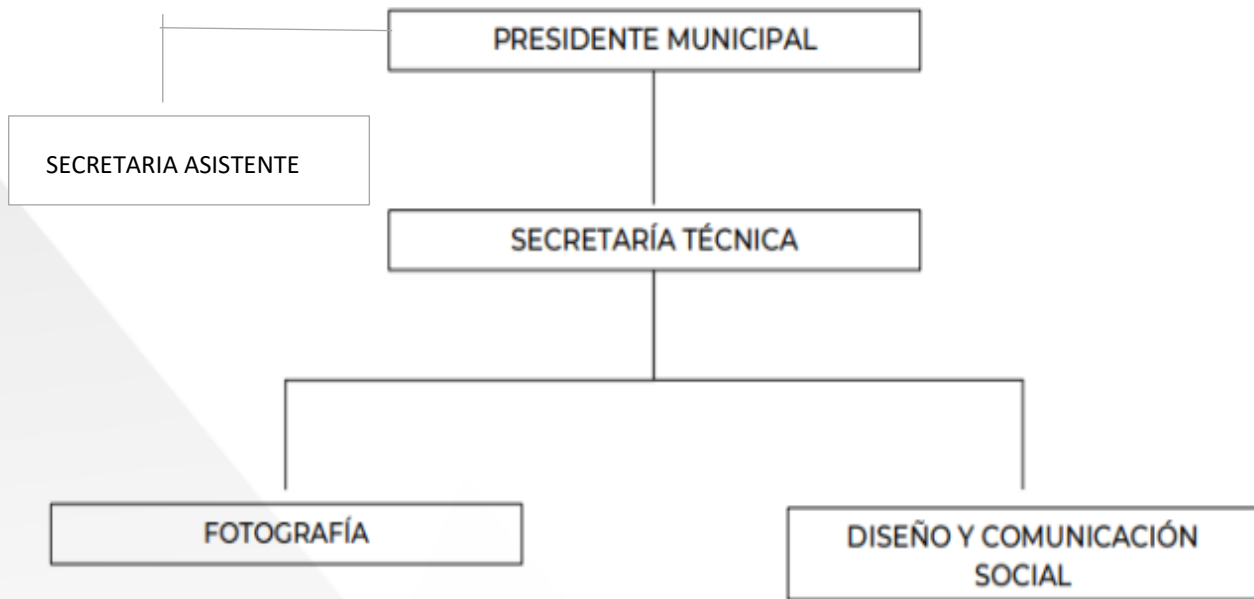 PRESIDENTE MUNICIPAL
SECRETARIA ASISTENTE
SECRETARÍA TÉCNICA
FOTOGRAFÍA
DISEÑO Y COMUNICACIÓN
SOCIAL